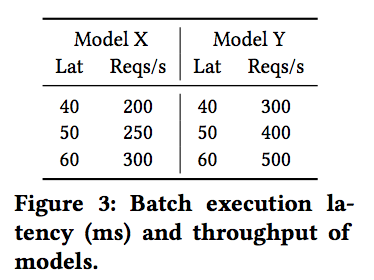 Model X Model Y
Lat Reqs/s Lat Reqs/s
40 200 40 300
50 250 50 400
60 300 60 500
Figure 3: Batch execution la-
tency (ms) and throughput of
models.